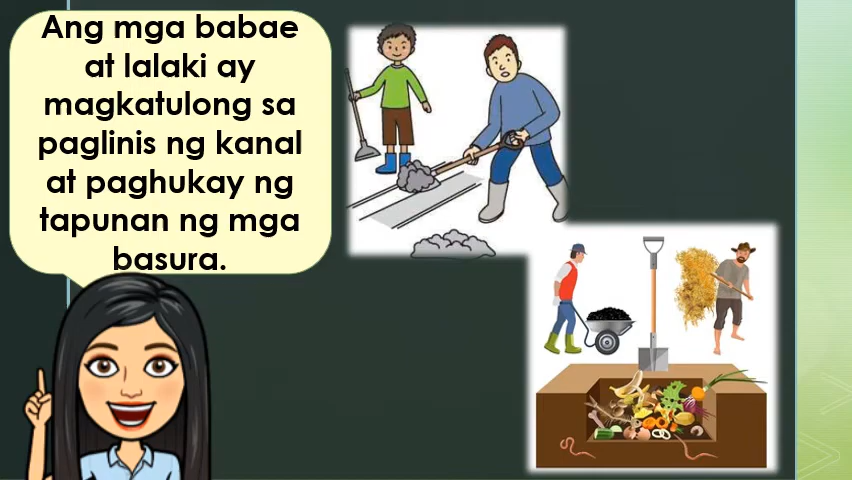 Ang mga babae
at lalaki ay
magkatulong sa
paglinis ng kanal
at paghukay ng
tapunan ng mga
basura.